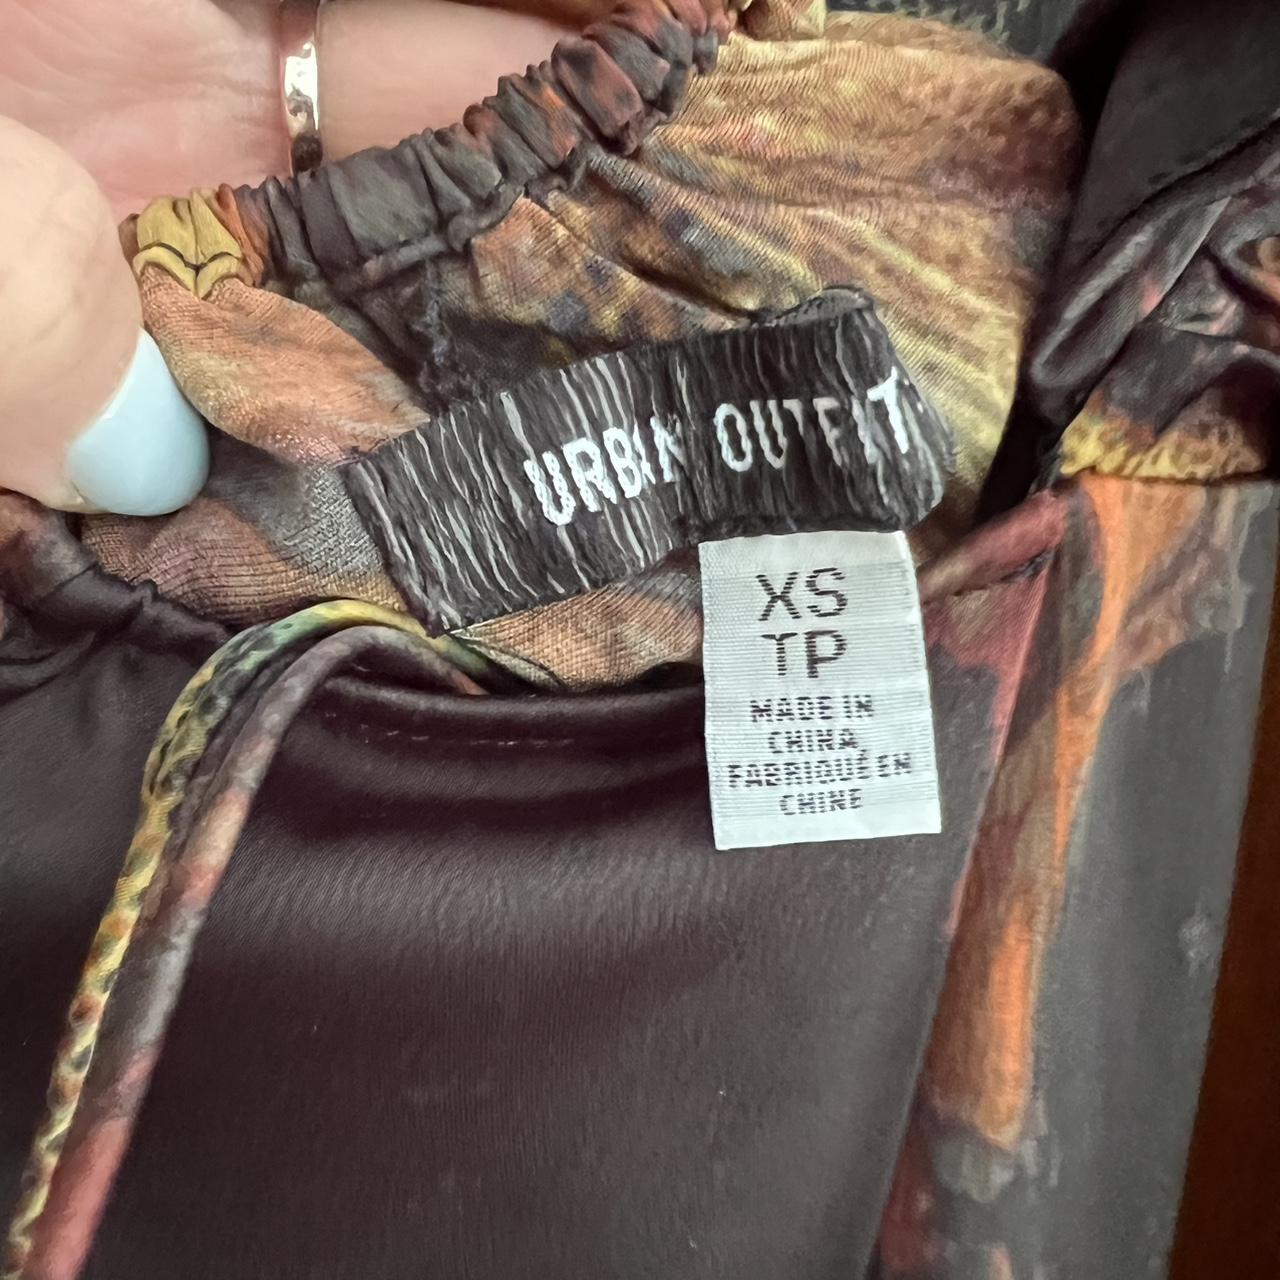 URBAN OUTFIT
XS
TP
MADE IN
CHINA
FABRIQUÉ EN
CHINE